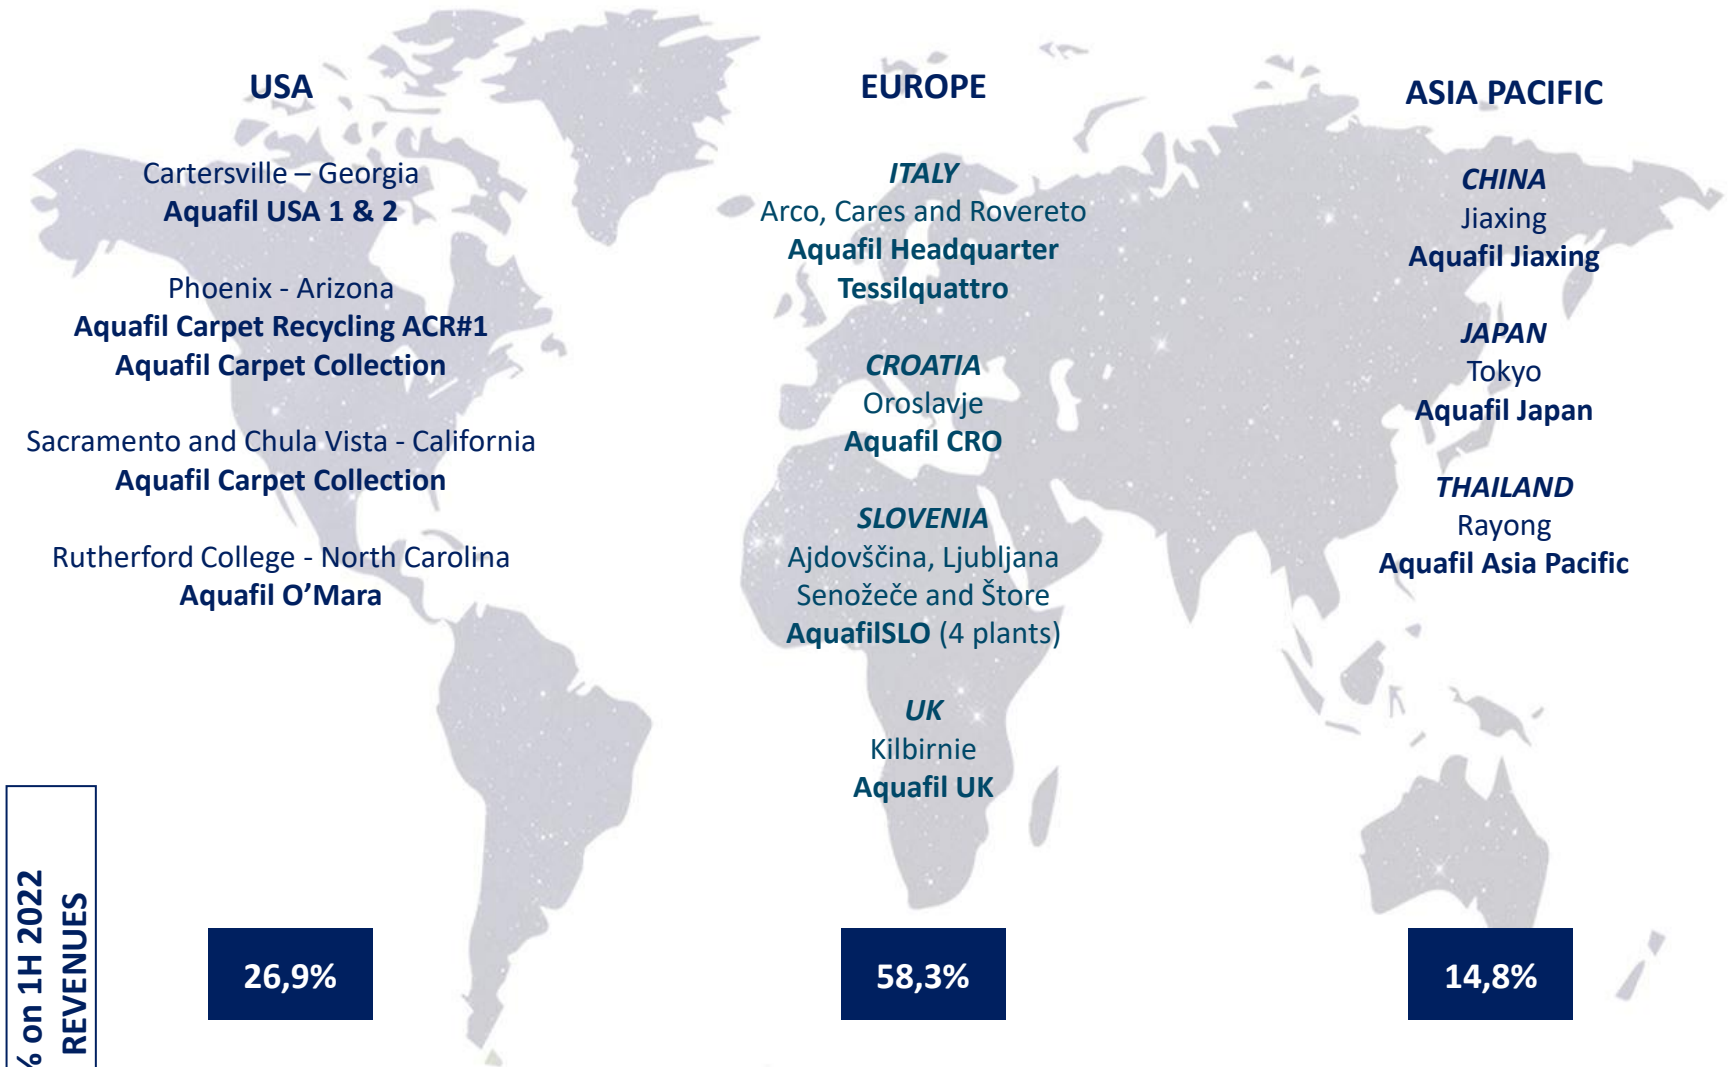 USA
Cartersville – Georgia
Aquafil USA 1 & 2
Phoenix - Arizona
Aquafil Carpet Recycling ACR#1
Aquafil Carpet Collection
Sacramento and Chula Vista - California
Aquafil Carpet Collection
Rutherford College - North Carolina
Aquafil O’Mara
EUROPE
ITALY
Arco, Cares and Rovereto
Aquafil Headquarter
Tessilquattro
CROATIA
Oroslavje
Aquafil CRO
SLOVENIA
Ajdovščina, Ljubljana
Senožeče and Štore
AquafilSLO (4 plants)
UK
Kilbirnie
Aquafil UK
ASIA PACIFIC
CHINA
Jiaxing
Aquafil Jiaxing
JAPAN
Tokyo
Aquafil Japan
THAILAND
Rayong
Aquafil Asia Pacific
% on 1H 2022
REVENUES
26,9%
58,3%
14,8%